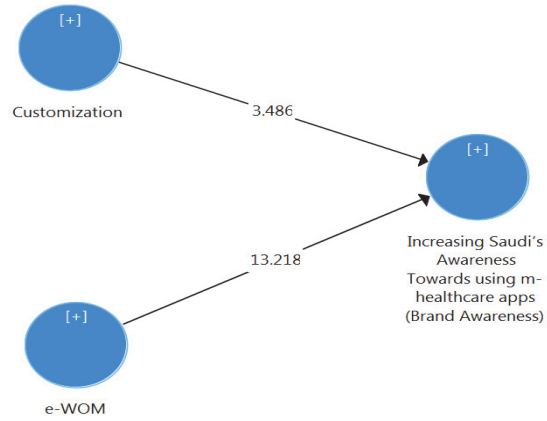 [+]
Customization
3.486
[+]
Increasing Saudi's
Awareness
Towards using m-
healthcare apps
(Brand Awareness)
13.218
[+]
e-WOM